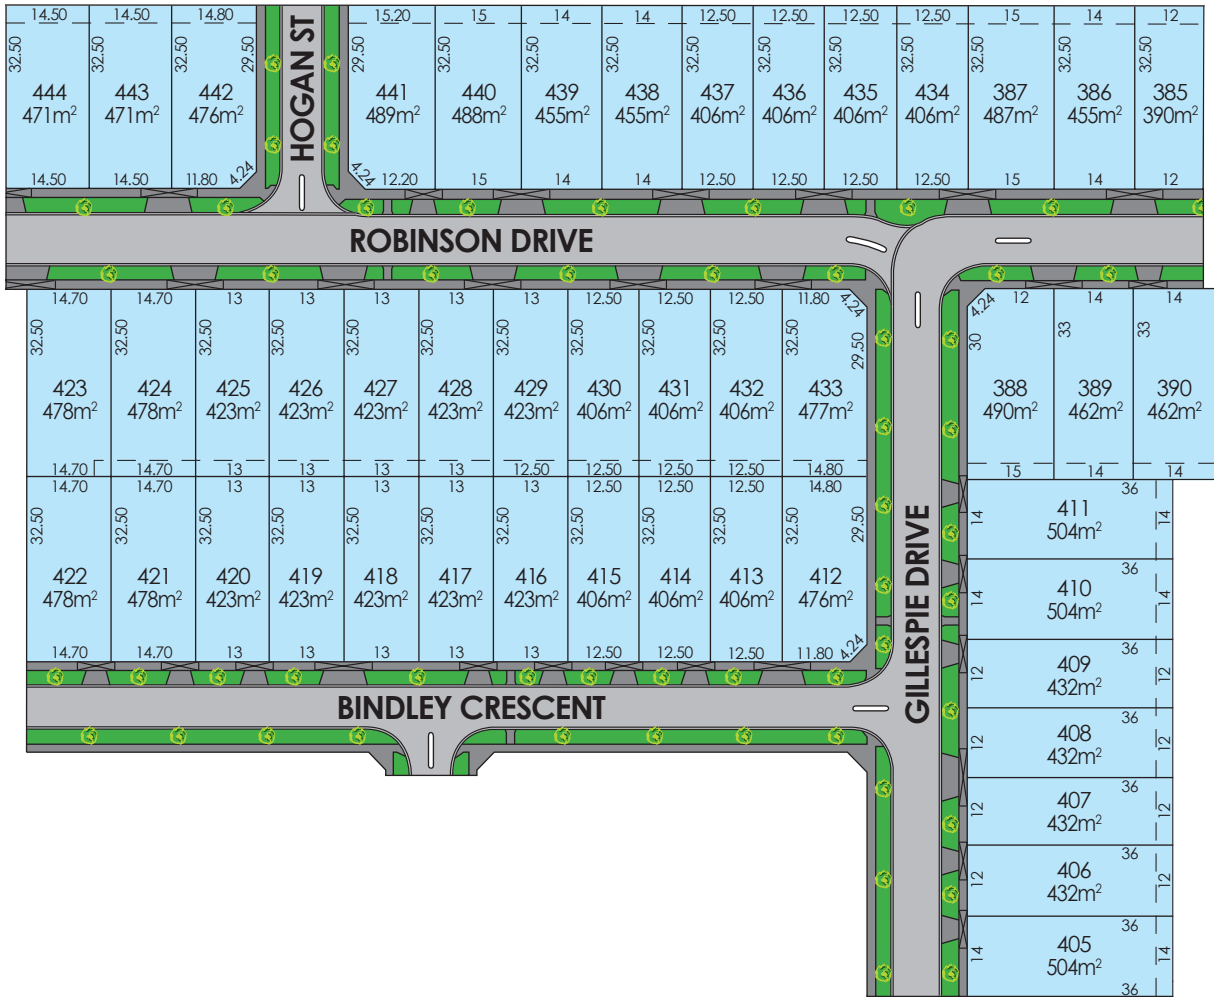 14.50 14.50 14.80 15.20 15 14 14 12.50 12.50 12.50 12.50 15 14 12
32.50 32.50 32.50 29.50 HOGAN ST 29.50 32.50 32.50 32.50 32.50 32.50 32.50 32.50 32.50 32.50 32.50
444 443 442 441 440 439 438 437 436 435 434 387 386 385
471m² 471m² 476m² 489m² 488m² 455m² 455m² 406m² 406m² 406m² 406m² 487m² 455m² 390m²
14.50 14.50 11.80 4.24 4.24 12.20 15 14 14 12.50 12.50 12.50 12.50 15 14 12
ROBINSON DRIVE
14.70 14.70 13 13 13 13 13 12.50 12.50 12.50 11.80 4.24 4.24 12 14 14
32.50 32.50 32.50 32.50 32.50 32.50 32.50 32.50 32.50 32.50 32.50 29.50 30 33 33
423 424 425 426 427 428 429 430 431 432 433 388 389 390
478m² 478m² 423m² 423m² 423m² 423m² 423m² 406m² 406m² 406m² 477m² 490m² 462m² 462m²
14.70 14.70 13 13 13 13 12.50 12.50 12.50 12.50 14.80 15 14 14
14.70 14.70 13 13 13 13 13 12.50 12.50 12.50 14.80
32.50 32.50 32.50 32.50 32.50 32.50 32.50 32.50 32.50 32.50 32.50 29.50
422 421 420 419 418 417 416 415 414 413 412
478m² 478m² 423m² 423m² 423m² 423m² 423m² 406m² 406m² 406m² 476m²
14.70 14.70 13 13 13 13 13 12.50 12.50 12.50 11.80 4.24
BINDLEY CRESCENT
GILLESPIE DRIVE
36
14 411 14
504m²
36
14 410 14
504m²
36
12 409 12
432m²
36
12 408 12
432m²
36
12 407 12
432m²
36
12 406 12
432m²
36
14 405 14
504m²
36